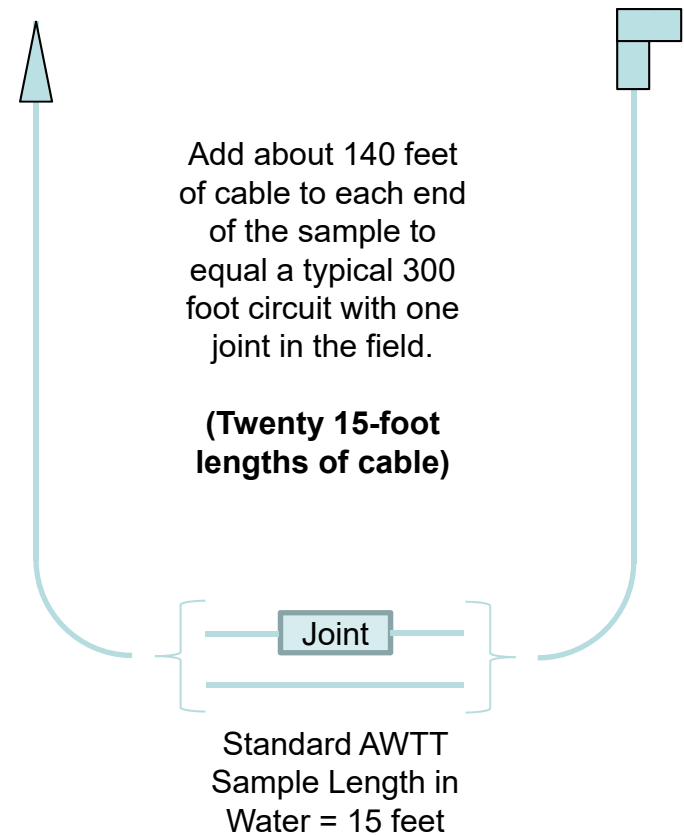 Add about 140 feet
of cable to each end
of the sample to
equal a typical 300
foot circuit with one
joint in the field.
(Twenty 15-foot
lengths of cable)
Joint
Standard AWTT
Sample Length in
Water = 15 feet